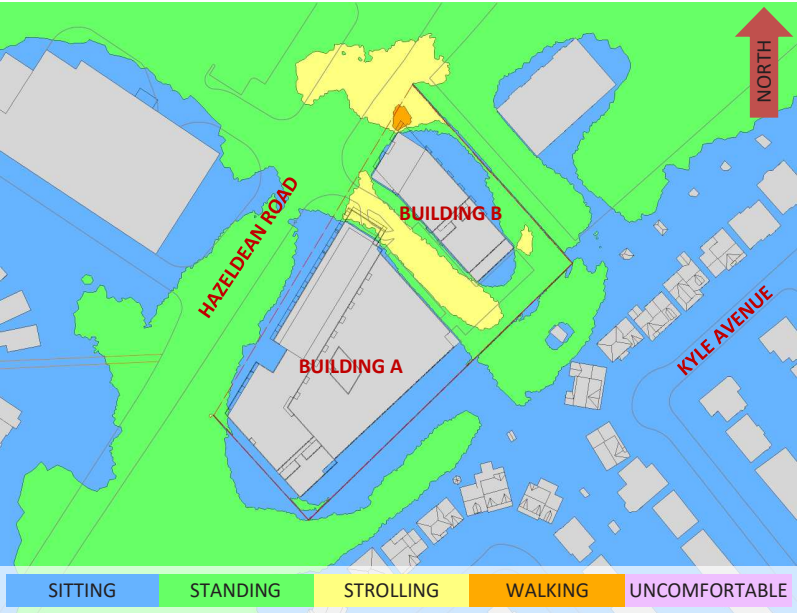 NORTH
BUILDING B
HAZELDEAN ROAD
BUILDING A
KYLE AVENUE
SITTING STANDING STROLLING WALKING UNCOMFORTABLE